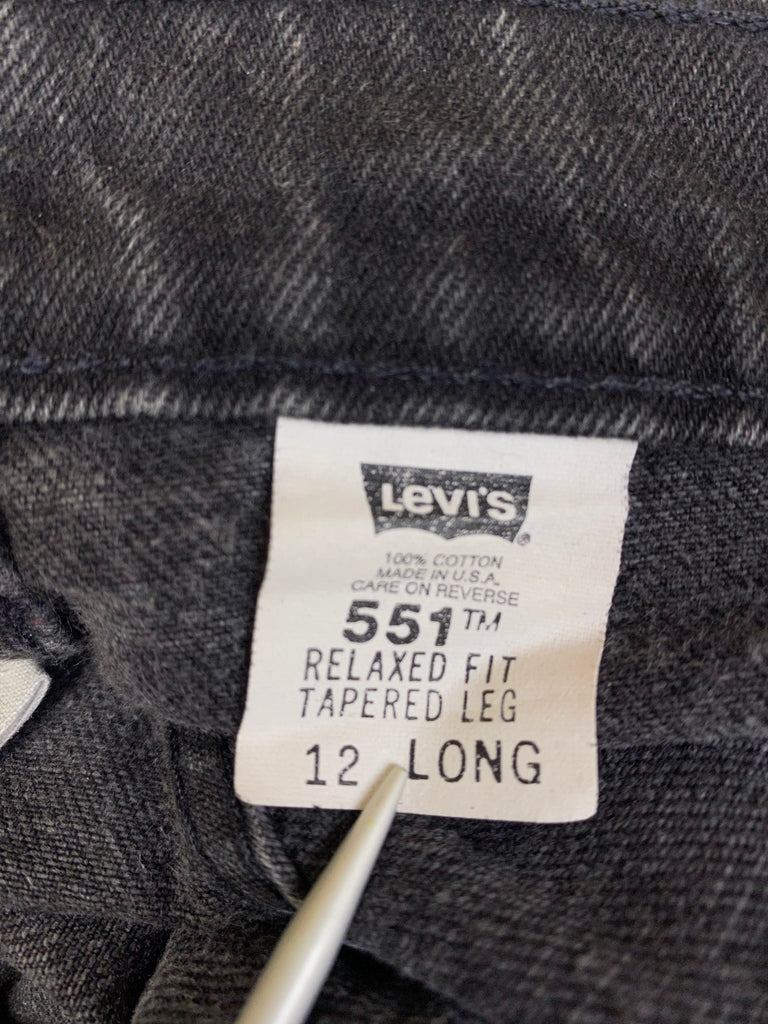 LEVI'S®
100% COTTON
MADE IN U.S.A.
CARE ON REVERSE
551™
RELAXED FIT
TAPERED LEG
12 LONG